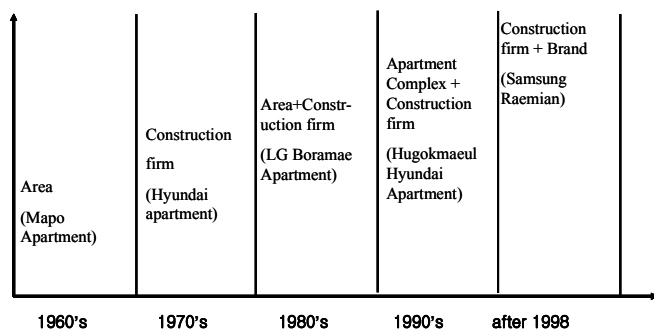 Area
(Mapo
Apartment)
Construction
firm
(Hyundai
apartment)
Area+Constr-
uction firm
(LG Boramae
Apartment)
Apartment
Complex +
Construction
firm
(Hugokmaeul
Hyundai
Apartment)
Construction
firm + Brand
(Samsung
Raemian)
1960's
1970's
1980's
1990's
after 1998